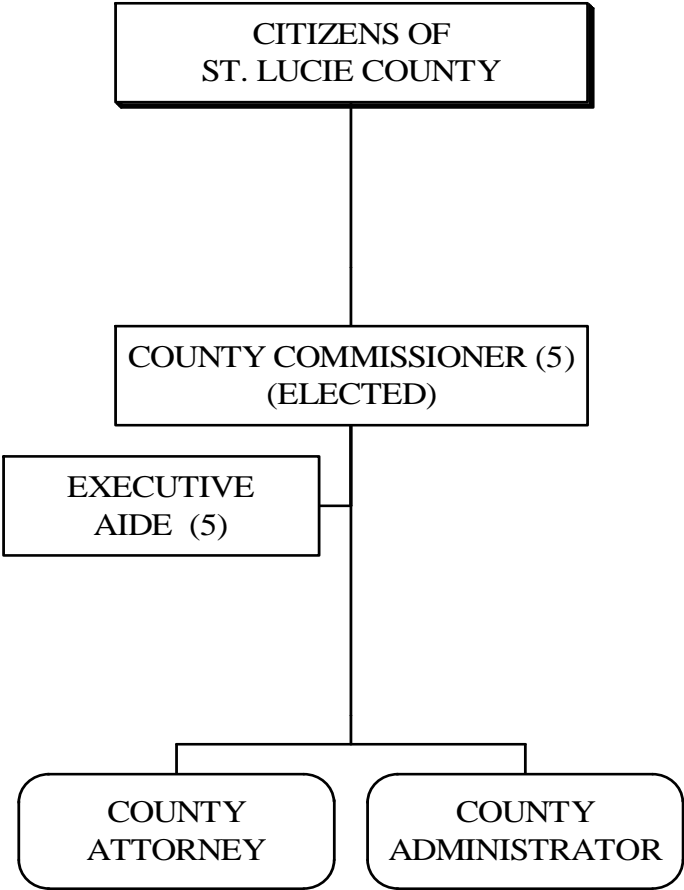 CITIZENS OF
ST. LUCIE COUNTY
COUNTY COMMISSIONER (5)
(ELECTED)
EXECUTIVE
AIDE (5)
COUNTY
ATTORNEY
COUNTY
ADMINISTRATOR